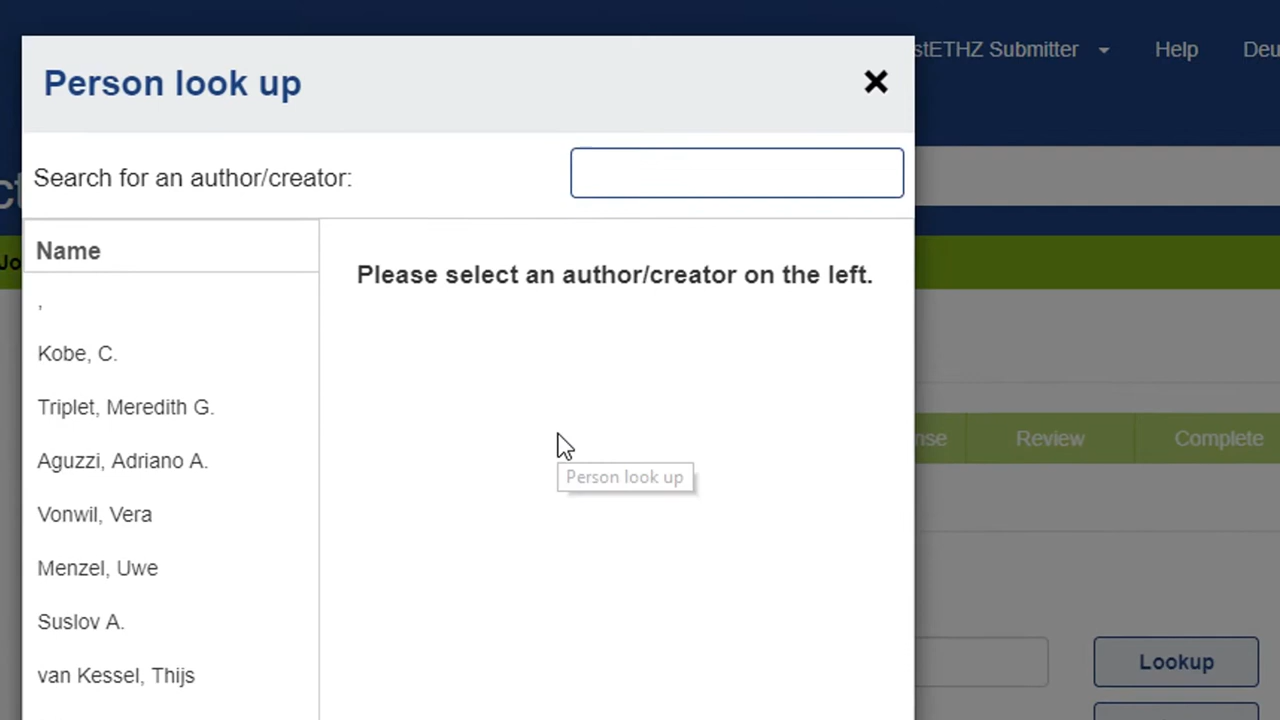 stETHZ Submitter
Help
Deu
Person look up
Search for an author/creator:
Jo
Name
Please select an author/creator on the left.
,
Kobe, C.
Triplet, Meredith G.
Aguzzi, Adriano A.
Vonwil, Vera
Menzel, Uwe
Suslov A.
van Kessel, Thijs
Person look up
nse
Review
Complete
Lookup